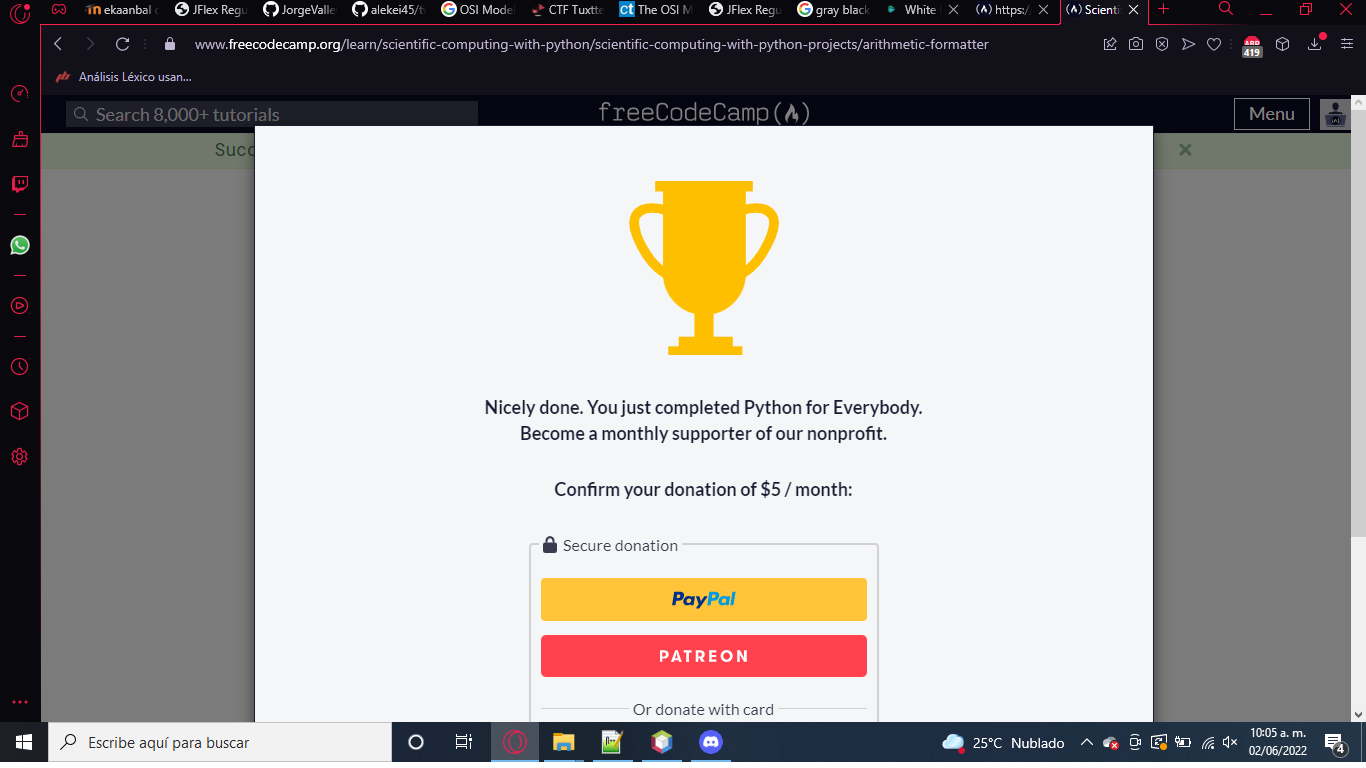 ekaanbal
JFlex Regu
JorgeValle
alekei45/tv
OSI Model
CTF Tuxtte
ct The OSI M
JFlex Regu
gray black
White
https:/
Scienti
www.freecodecamp.org/learn/scientific-computing-with-python/scientific-computing-with-python-projects/arithmetic-formatter
ABP
419
Análisis Léxico usan...
Search 8,000+ tutorials
freeCodeCamp
Menu
Succ
Nicely done. You just completed Python for Everybody.
Become a monthly supporter of our nonprofit.
Confirm your donation of $5 / month:
Secure donation
PayPal
PATREON
Or donate with card
Escribe aquí para buscar
25°C Nublado
10:05 a. m.
02/06/2022
4